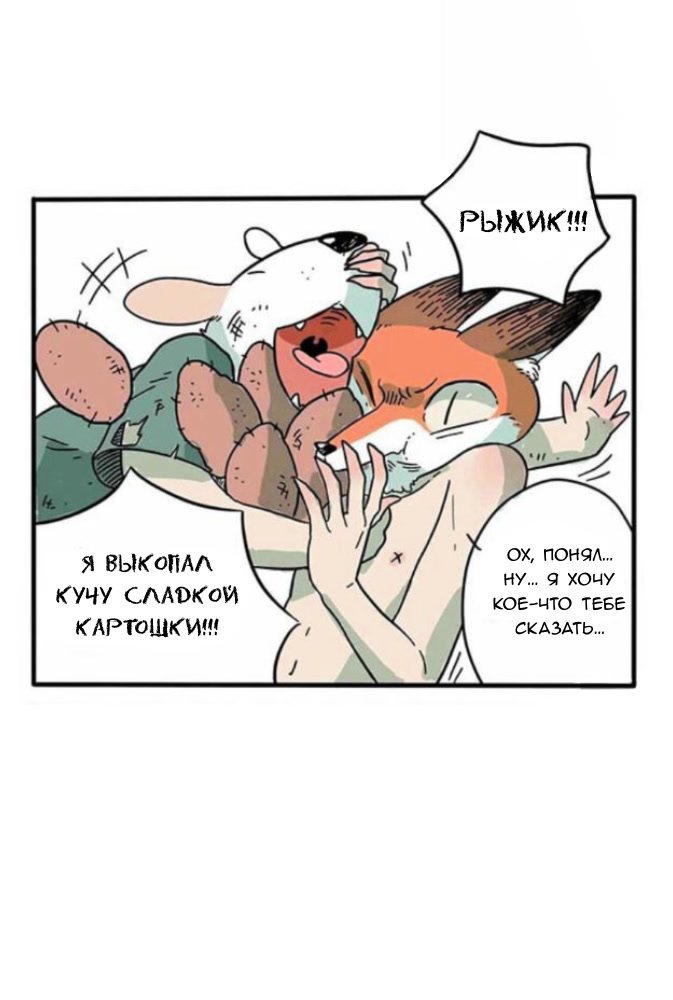 РЫЖИК!!!
Я ВЫКОПАЛ
КУЧУ СЛАДКОЙ
КАРТОШКИ!!!
ОХ, ПОНЯЛ...
НУ... Я ХОЧУ
КОЕ-ЧТО ТЕБЕ
СКАЗАТЬ...